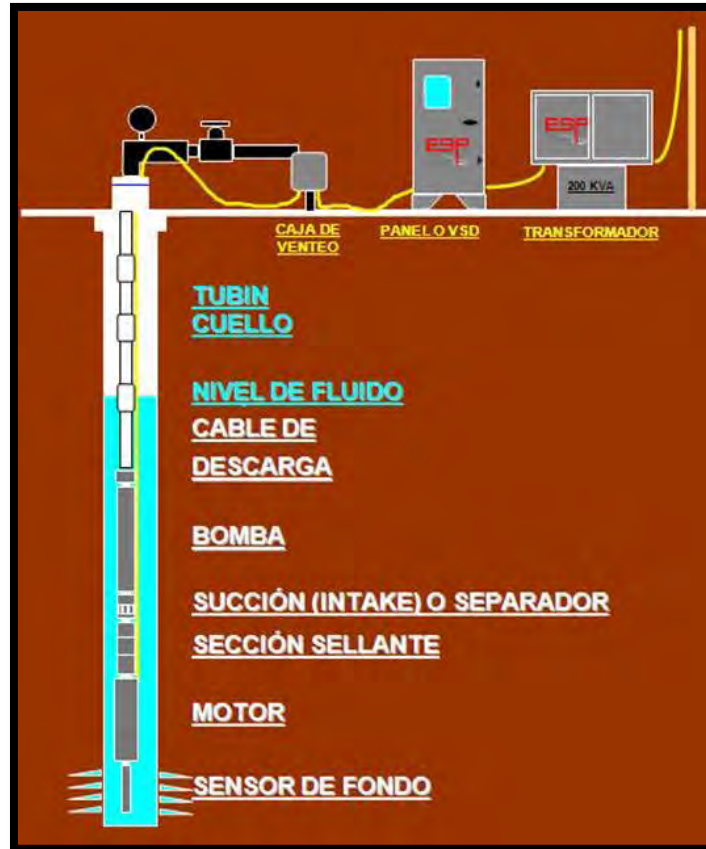 ESP
ESP
200 KVA
CAJA DE
VENTEO
PANEL O VSD
TRANSFORMADOR
TUBIN
CUELLO
NIVEL DE FLUIDO
CABLE DE
DESCARGA
BOMBA
SUCCIÓN (INTAKE) O SEPARADOR
SECCIÓN SELLANTE
MOTOR
SENSOR DE FONDO